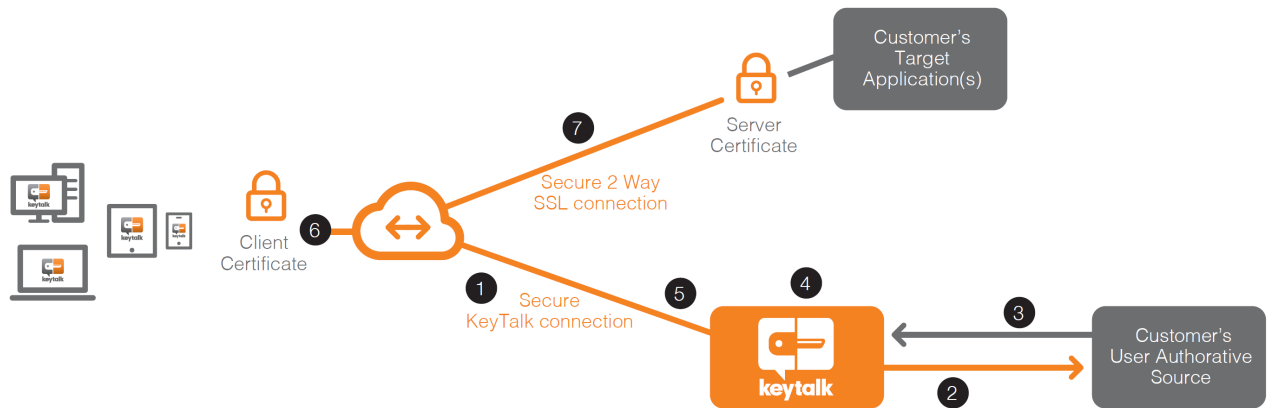 Customer's
Target
Application(s)
Server
Certificate
7
Secure 2 Way
SSL connection
keytalk
keytalk
keytalk
keytalk
Client
Certificate
6
1
Secure
KeyTalk connection
5
4
keytalk
3
2
Customer's
User Authorative
Source